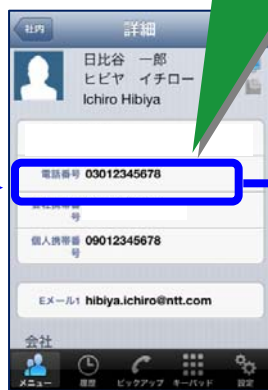 社内
詳細
日比谷 一郎
ヒビヤ イチロー
Ichiro Hibiya
電話番号 03012345678
会社携帯番号
個人携帯番号 09012345678
Eメール1 hibiya.ichiro@ntt.com
会社
メニュー 履歴 ピックアップ キーパッド 設定